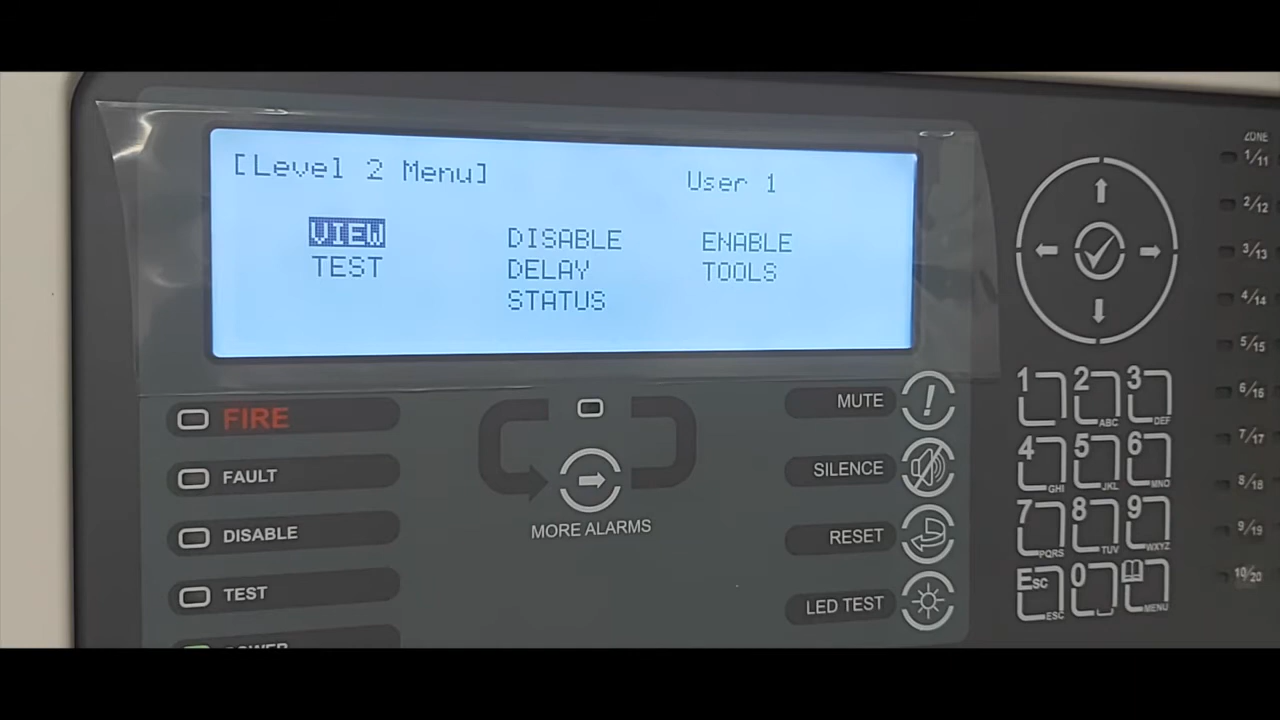 [Level 2 Menu] User 1
VIEW DISABLE ENABLE
TEST DELAY TOOLS
STATUS
FIRE
FAULT
DISABLE
TEST
POWER
MORE ALARMS
MUTE
SILENCE
RESET
LED TEST
1 2 ABC 3 DEF
4 GHI 5 JKL 6 MNO
7 PQRS 8 TUV 9 WXYZ
Esc ESC 0 MENU
ZONE
1/11
2/12
3/13
4/14
5/15
6/16
7/17
8/18
9/19
10/20